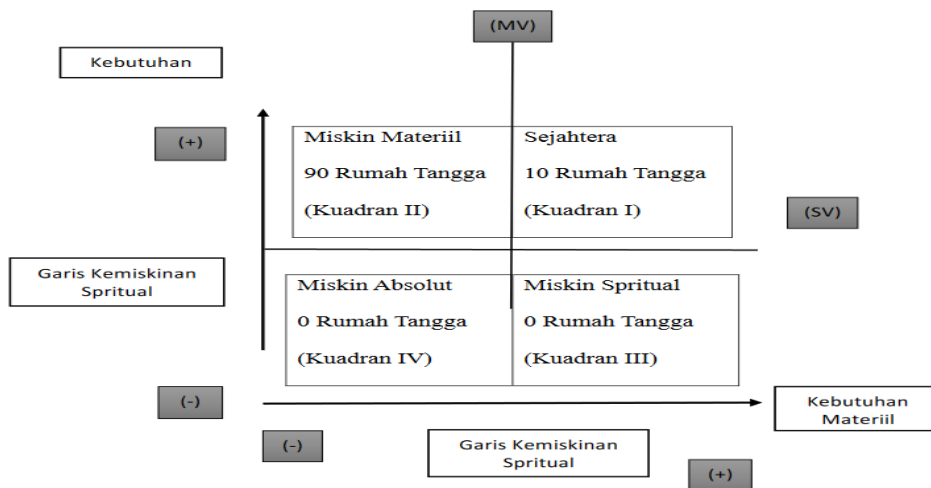 (MV)
Kebutuhan
(+)
Miskin Materiil
90 Rumah Tangga
(Kuadran II)
Sejahtera
10 Rumah Tangga
(Kuadran I)
(SV)
Garis Kemiskinan
Spritual
Miskin Absolut
0 Rumah Tangga
(Kuadran IV)
Miskin Spritual
0 Rumah Tangga
(Kuadran III)
(-)
Kebutuhan
Materiil
(-)
Garis Kemiskinan
Spritual
(+)